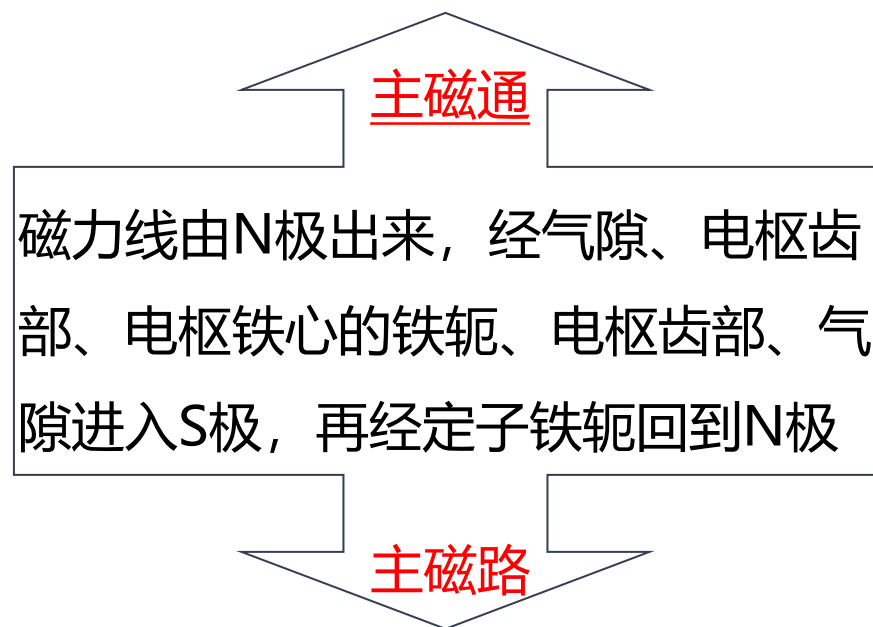 主磁通
磁力线由N极出来，经气隙、电枢齿
部、电枢铁心的铁轭、电枢齿部、气
隙进入S极，再经定子铁轭回到N极
主磁路